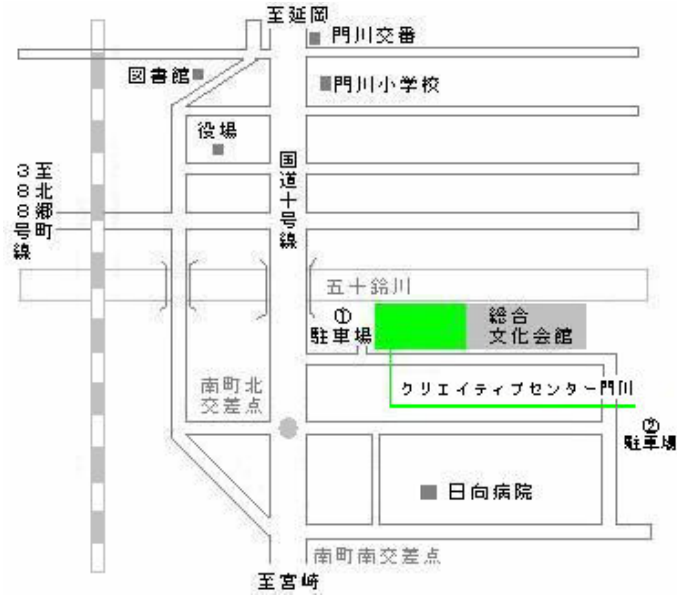 至延岡
門川交番
図書館
門川小学校
役場
国道十号線
至北郷町
388号線
五十鈴川
①
駐車場
総合
文化会館
南町北
交差点
クリエイティブセンター門川
②
駐車場
日向病院
南町南交差点
至宮崎